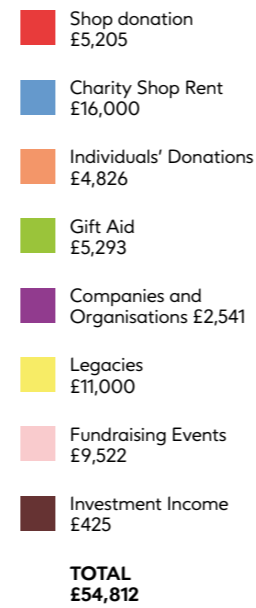 Shop donation
£5,205
Charity Shop Rent
£16,000
Individuals’ Donations
£4,826
Gift Aid
£5,293
Companies and
Organisations £2,541
Legacies
£11,000
Fundraising Events
£9,522
Investment Income
£425
TOTAL
£54,812